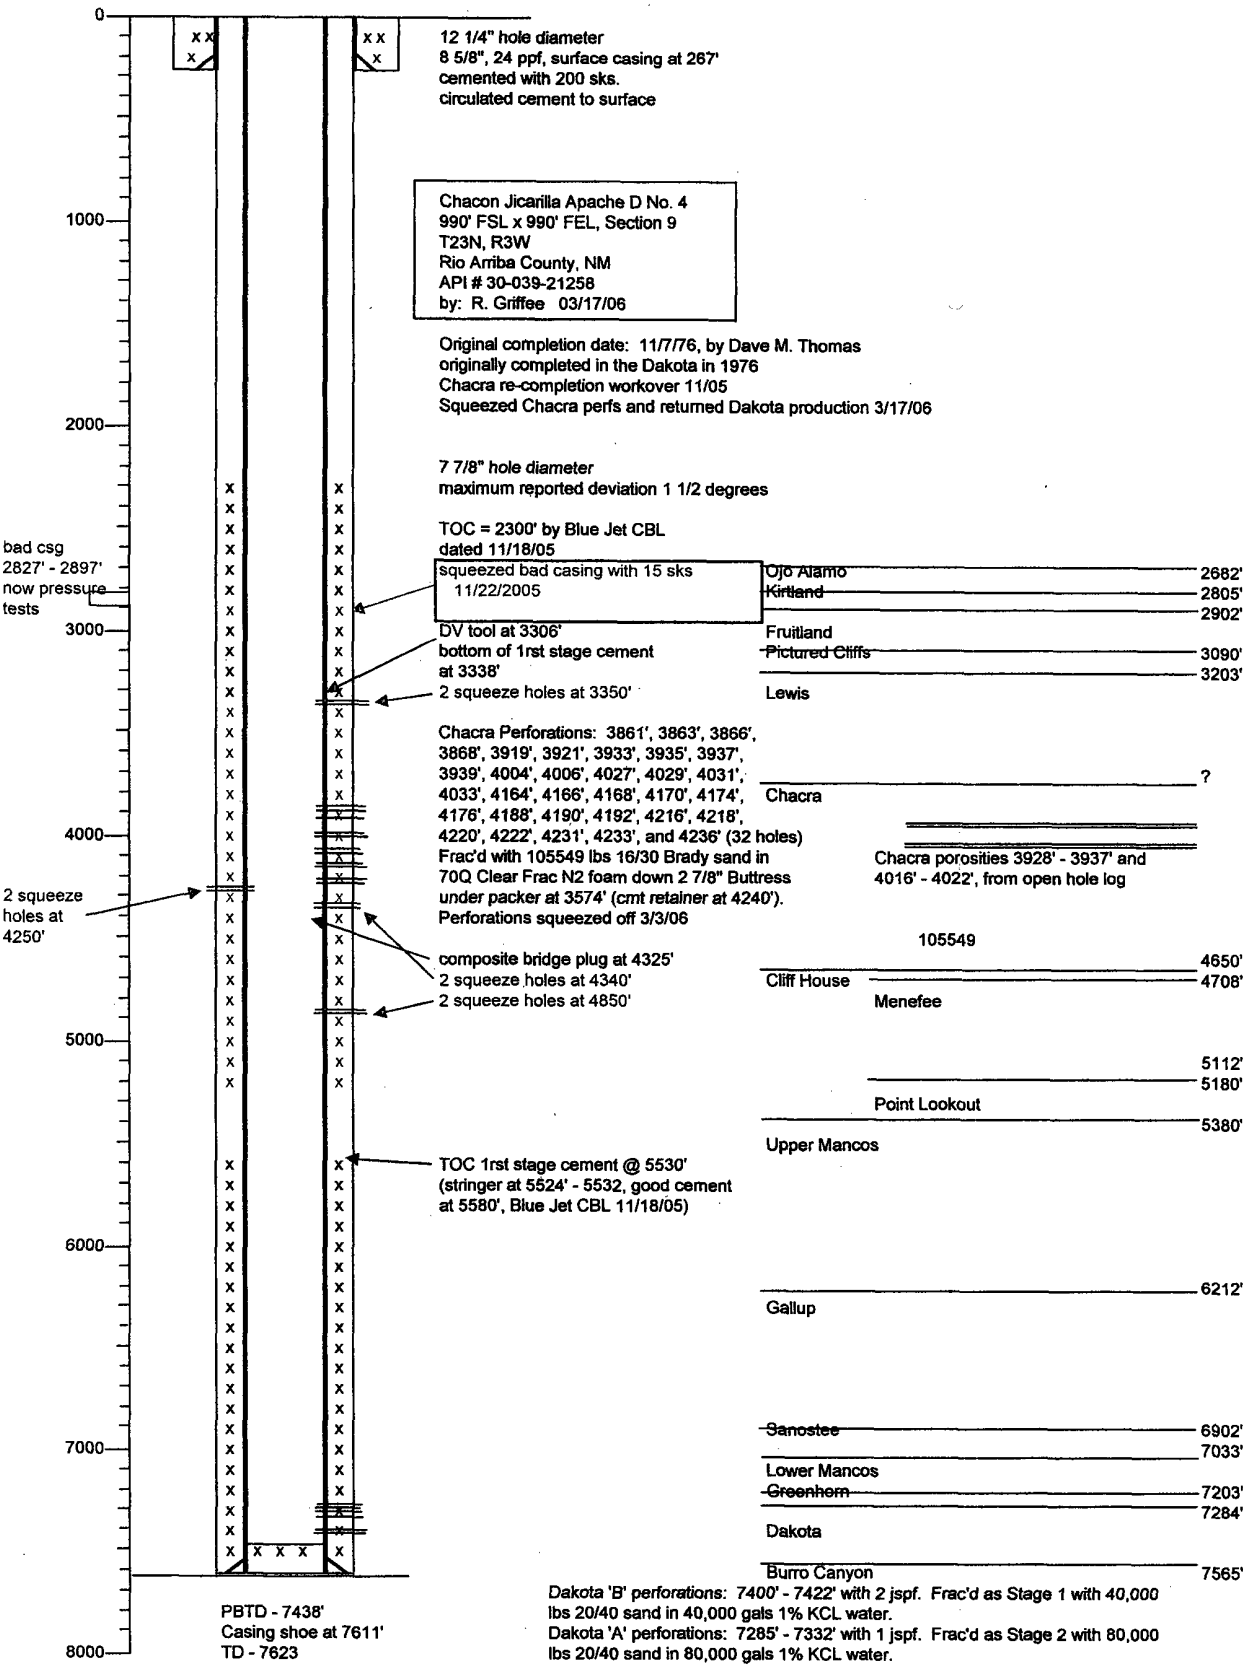 0
12 1/4" hole diameter
8 5/8", 24 ppf, surface casing at 267'
cemented with 200 sks.
circulated cement to surface
x x
x
x x
x
1000
Chacon Jicarilla Apache D No. 4
990' FSL x 990' FEL, Section 9
T23N, R3W
Rio Arriba County, NM
API # 30-039-21258
by: R. Griffee 03/17/06
Original completion date: 11/7/76, by Dave M. Thomas
originally completed in the Dakota in 1976
Chacra re-completion workover 11/05
Squeezed Chacra perfs and returned Dakota production 3/17/06
2000
7 7/8" hole diameter
maximum reported deviation 1 1/2 degrees
TOC = 2300' by Blue Jet CBL
dated 11/18/05
squeezed bad casing with 15 sks
11/22/2005
bad csg
2827' - 2897'
now pressure
tests
Ojo Alamo
2682'
Kirtland
2805'
2902'
3000
DV tool at 3306'
bottom of 1rst stage cement
at 3338'
2 squeeze holes at 3350'
Fruitland
Pictured Cliffs
3090'
3203'
Lewis
Chacra Perforations: 3861', 3863', 3866',
3868', 3919', 3921', 3933', 3935', 3937',
3939', 4004', 4006', 4027', 4029', 4031',
4033', 4164', 4166', 4168', 4170', 4174',
4176', 4188', 4190', 4192', 4216', 4218',
4220', 4222', 4231', 4233', and 4236' (32 holes)
Frac'd with 105549 lbs 16/30 Brady sand in
70Q Clear Frac N2 foam down 2 7/8" Buttress
under packer at 3574' (cmt retainer at 4240').
Perforations squeezed off 3/3/06
?
Chacra
4000
Chacra porosities 3928' - 3937' and
4016' - 4022', from open hole log
2 squeeze
holes at
4250'
105549
composite bridge plug at 4325'
2 squeeze holes at 4340'
2 squeeze holes at 4850'
4650'
Cliff House
4708'
Menefee
5000
5112'
5180'
Point Lookout
5380'
Upper Mancos
TOC 1rst stage cement @ 5530'
(stringer at 5524' - 5532, good cement
at 5580', Blue Jet CBL 11/18/05)
6000
6212'
Gallup
7000
Sanostee
6902'
7033'
Lower Mancos
Greenhorn
7203'
7284'
Dakota
x x x x
Burro Canyon
7565'
PBTD - 7438'
Casing shoe at 7611'
TD - 7623
8000
Dakota 'B' perforations: 7400' - 7422' with 2 jspf. Frac'd as Stage 1 with 40,000
lbs 20/40 sand in 40,000 gals 1% KCL water.
Dakota 'A' perforations: 7285' - 7332' with 1 jspf. Frac'd as Stage 2 with 80,000
lbs 20/40 sand in 80,000 gals 1% KCL water.